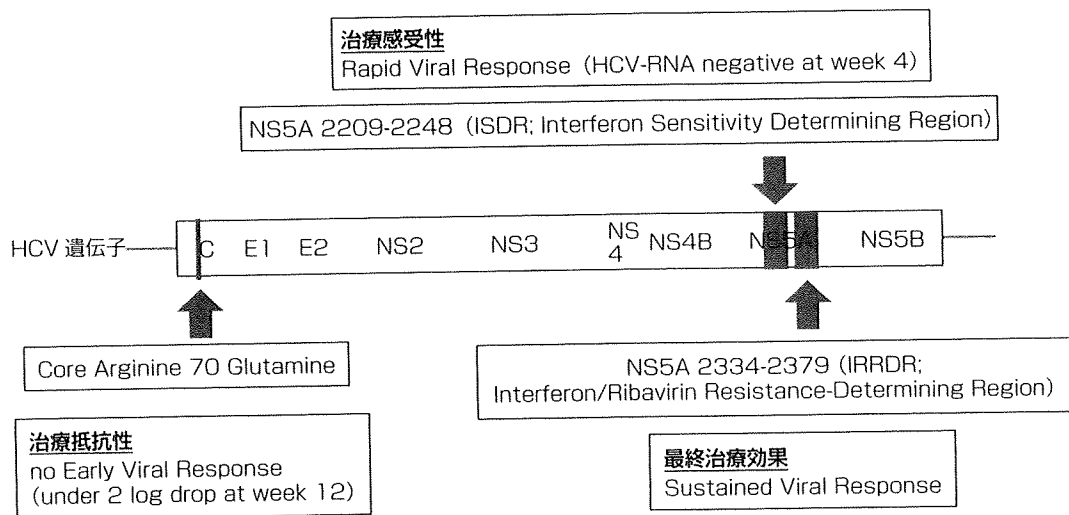 治療感受性
Rapid Viral Response (HCV-RNA negative at week 4)
NS5A 2209-2248 (ISDR; Interferon Sensitivity Determining Region)
HCV 遺伝子
C E1 E2 NS2 NS3 NS4 NS4B NS5A NS5B
Core Arginine 70 Glutamine
NS5A 2334-2379 (IRRDR;
Interferon/Ribavirin Resistance-Determining Region)
治療抵抗性
no Early Viral Response
(under 2 log drop at week 12)
最終治療効果
Sustained Viral Response